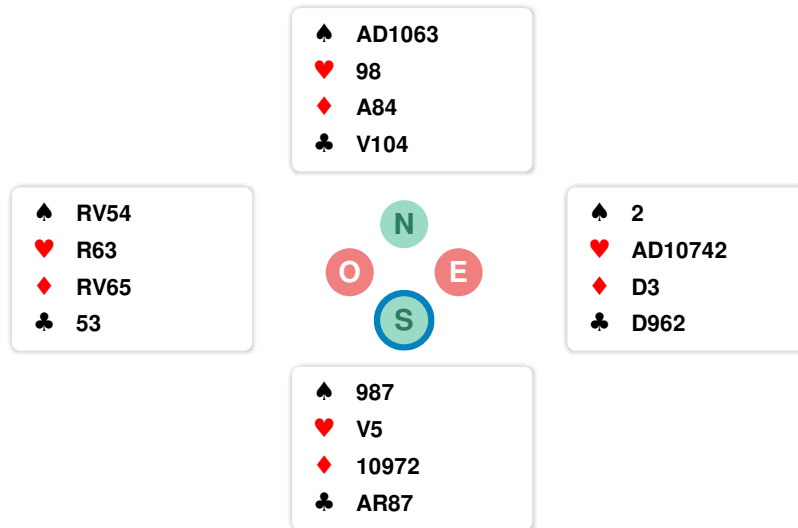 ♠ AD1063
♥ 98
♦ A84
♣ V104
♠ RV54
♥ R63
♦ RV65
♣ 53
N
O E
S
♠ 2
♥ AD10742
♦ D3
♣ D962
♠ 987
♥ V5
♦ 10972
♣ AR87